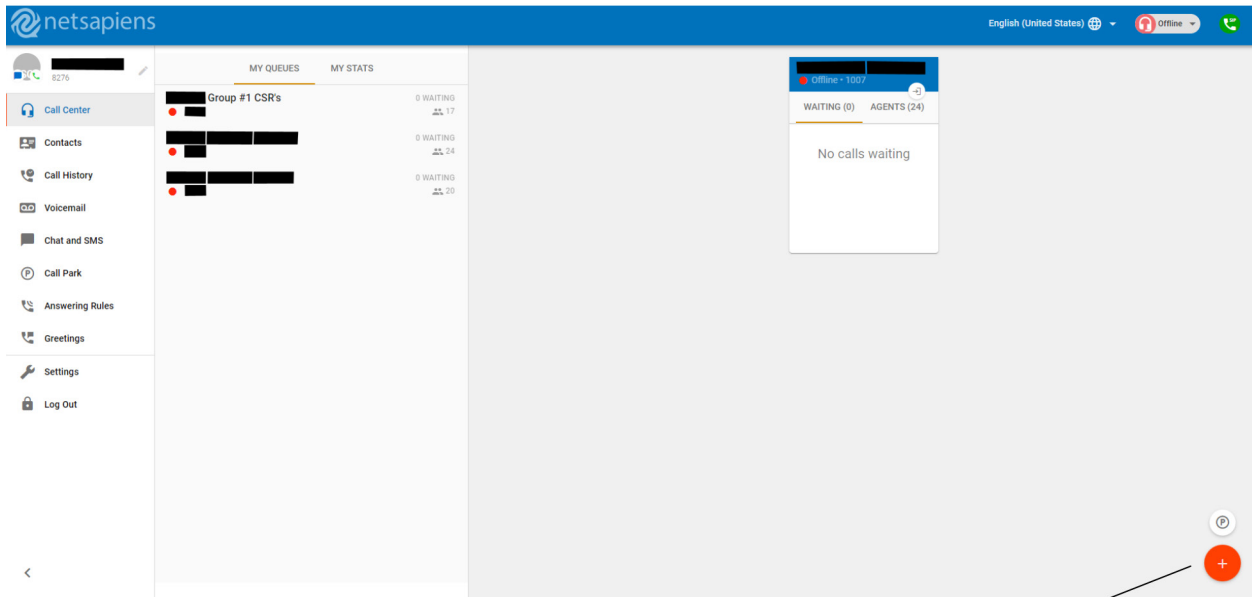 netsapiens
English (United States)
Offline
SIP
8276
Call Center
Contacts
Call History
Voicemail
Chat and SMS
Call Park
Answering Rules
Greetings
Settings
Log Out
MY QUEUES MY STATS
Group #1 CSR's 0 WAITING
17
0 WAITING
24
0 WAITING
20
Offline • 1007
WAITING (0) AGENTS (24)
No calls waiting
P
+